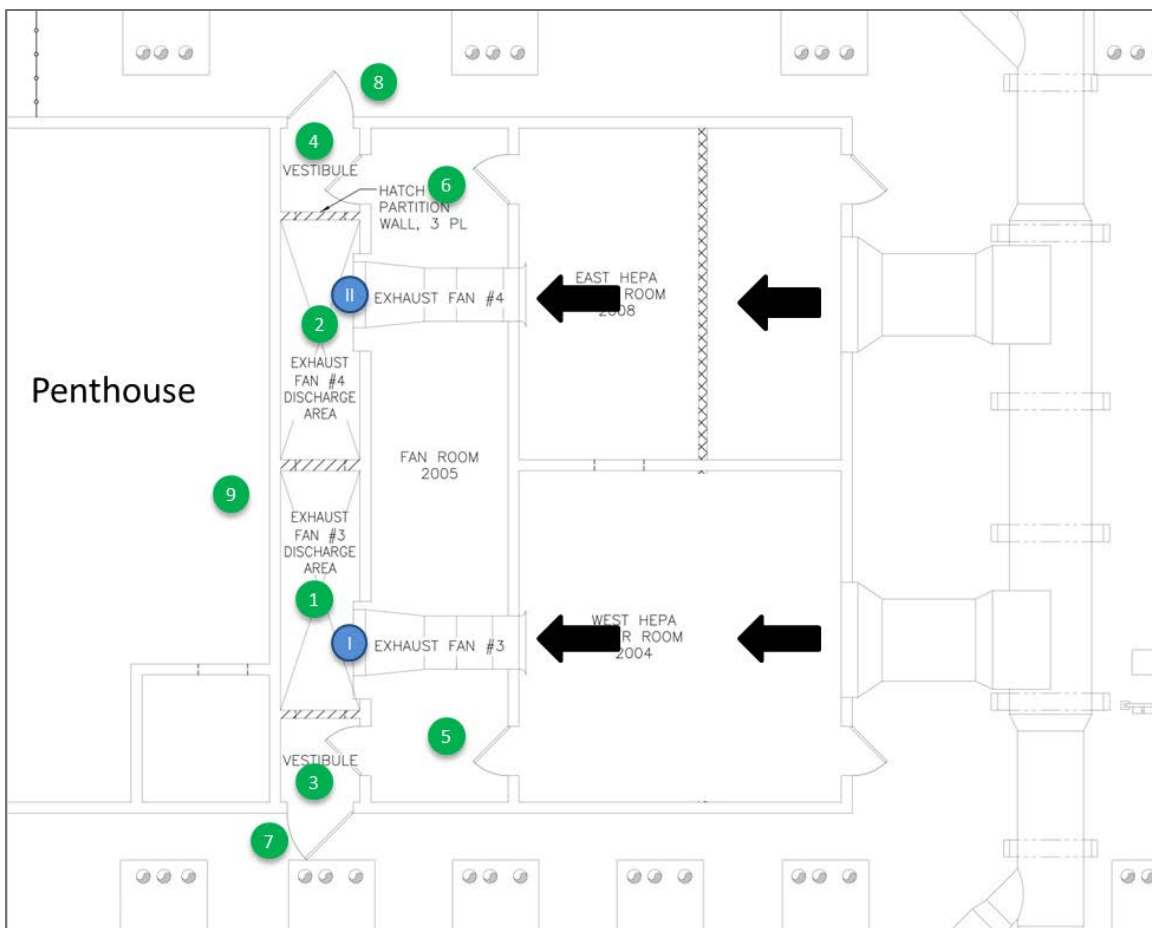 8
4
VESTIBULE
HATCH
PARTITION
WALL, 3 PL
6
II
EXHAUST FAN #4
EAST HEPA
ROOM
2008
2
EXHAUST
FAN #4
DISCHARGE
AREA
Penthouse
FAN ROOM
2005
9
EXHAUST
FAN #3
DISCHARGE
AREA
1
I
EXHAUST FAN #3
WEST HEPA
R ROOM
2004
5
VESTIBULE
3
7